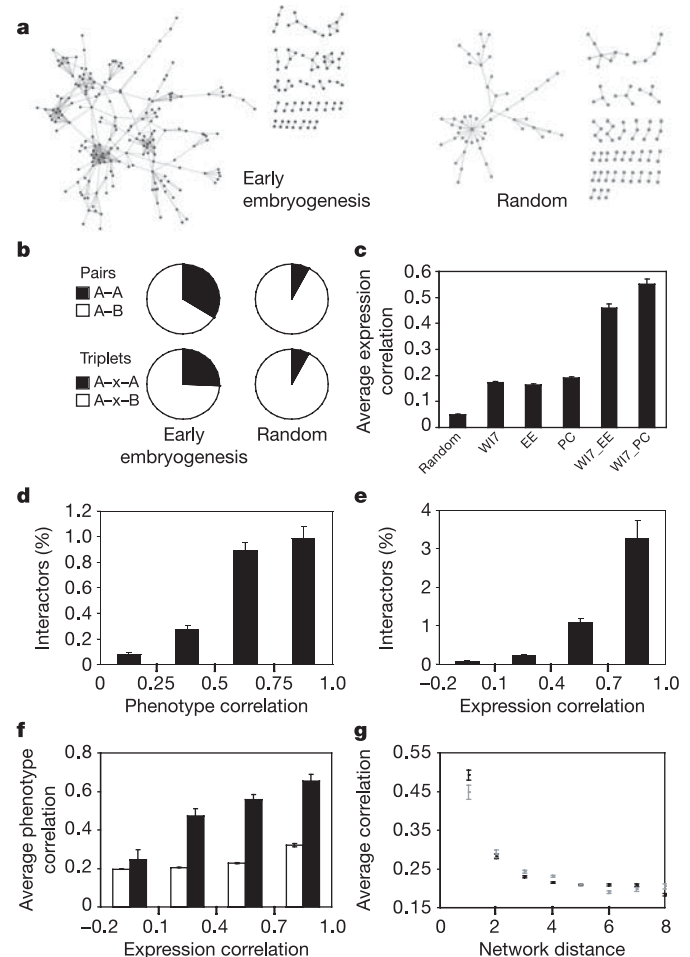 a
Early
embryogenesis
Random
b
Pairs
A–A
A–B
Triplets
A–x–A
A–x–B
Early
embryogenesis
Random
c
Average expression
correlation
0.6
0.5
0.4
0.3
0.2
0.1
0
Random
WI7
EE
PC
WI7_EE
WI7_PC
d
Interactors (%)
1.2
1.0
0.8
0.6
0.4
0.2
0
0 0.25 0.50 0.75 1.0
Phenotype correlation
e
Interactors (%)
4
3
2
1
0
–0.2 0.1 0.4 0.7 1.0
Expression correlation
f
Average phenotype
correlation
0.8
0.6
0.4
0.2
0
–0.2 0.1 0.4 0.7 1.0
Expression correlation
g
Average correlation
0.55
0.45
0.35
0.25
0.15
0 2 4 6 8
Network distance